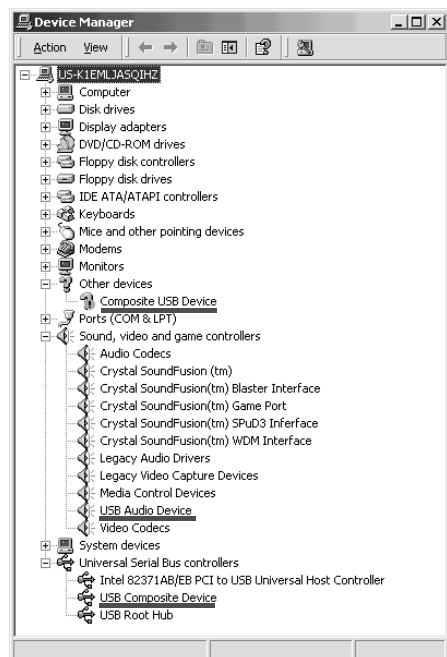 Device Manager
Action View
US-K1EMLJASQIHZ
Computer
Disk drives
Display adapters
DVD/CD-ROM drives
Floppy disk controllers
Floppy disk drives
IDE ATA/ATAPI controllers
Keyboards
Mice and other pointing devices
Modems
Monitors
Other devices
Composite USB Device
Ports (COM & LPT)
Sound, video and game controllers
Audio Codecs
Crystal SoundFusion (tm)
Crystal SoundFusion(tm) Blaster Interface
Crystal SoundFusion(tm) Game Port
Crystal SoundFusion(tm) SPuD3 Inferface
Crystal SoundFusion(tm) WDM Interface
Legacy Audio Drivers
Legacy Video Capture Devices
Media Control Devices
USB Audio Device
Video Codecs
System devices
Universal Serial Bus controllers
Intel 82371AB/EB PCI to USB Universal Host Controller
USB Composite Device
USB Root Hub